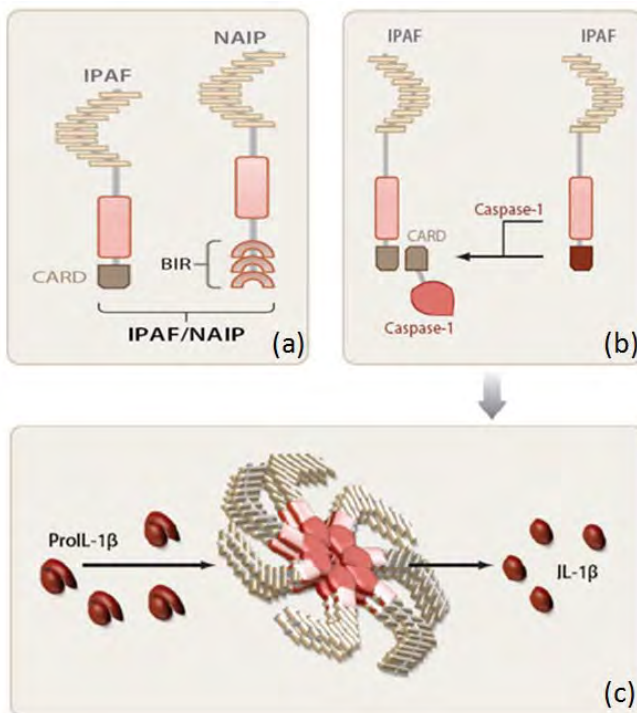 NAIP
IPAF
BIR
CARD
IPAF/NAIP
(a)
IPAF
IPAF
Caspase-1
CARD
Caspase-1
(b)
ProIL-1β
IL-1β
(c)